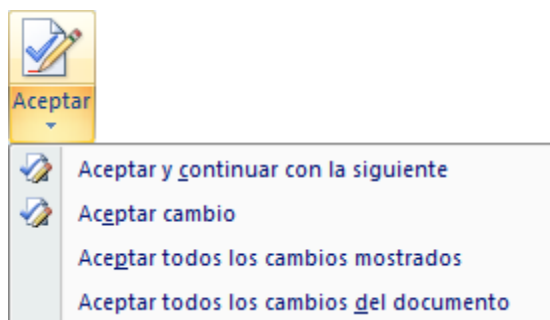 Aceptar
Aceptar y continuar con la siguiente
Aceptar cambio
Aceptar todos los cambios mostrados
Aceptar todos los cambios del documento